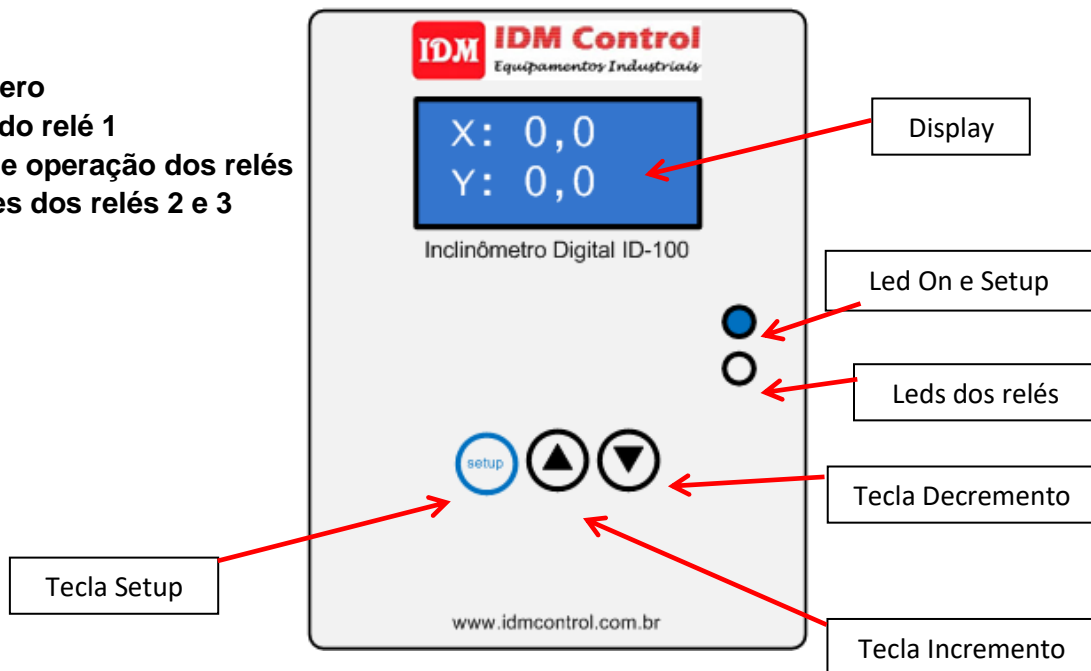 IDM IDM Control
Equipamentos Industriais
ero
do relé 1
e operação dos relés
es dos relés 2 e 3
X: 0,0
Y: 0,0
Display
Inclinômetro Digital ID-100
Led On e Setup
Leds dos relés
setup
Tecla Decremento
Tecla Setup
www.idmcontrol.com.br
Tecla Incremento